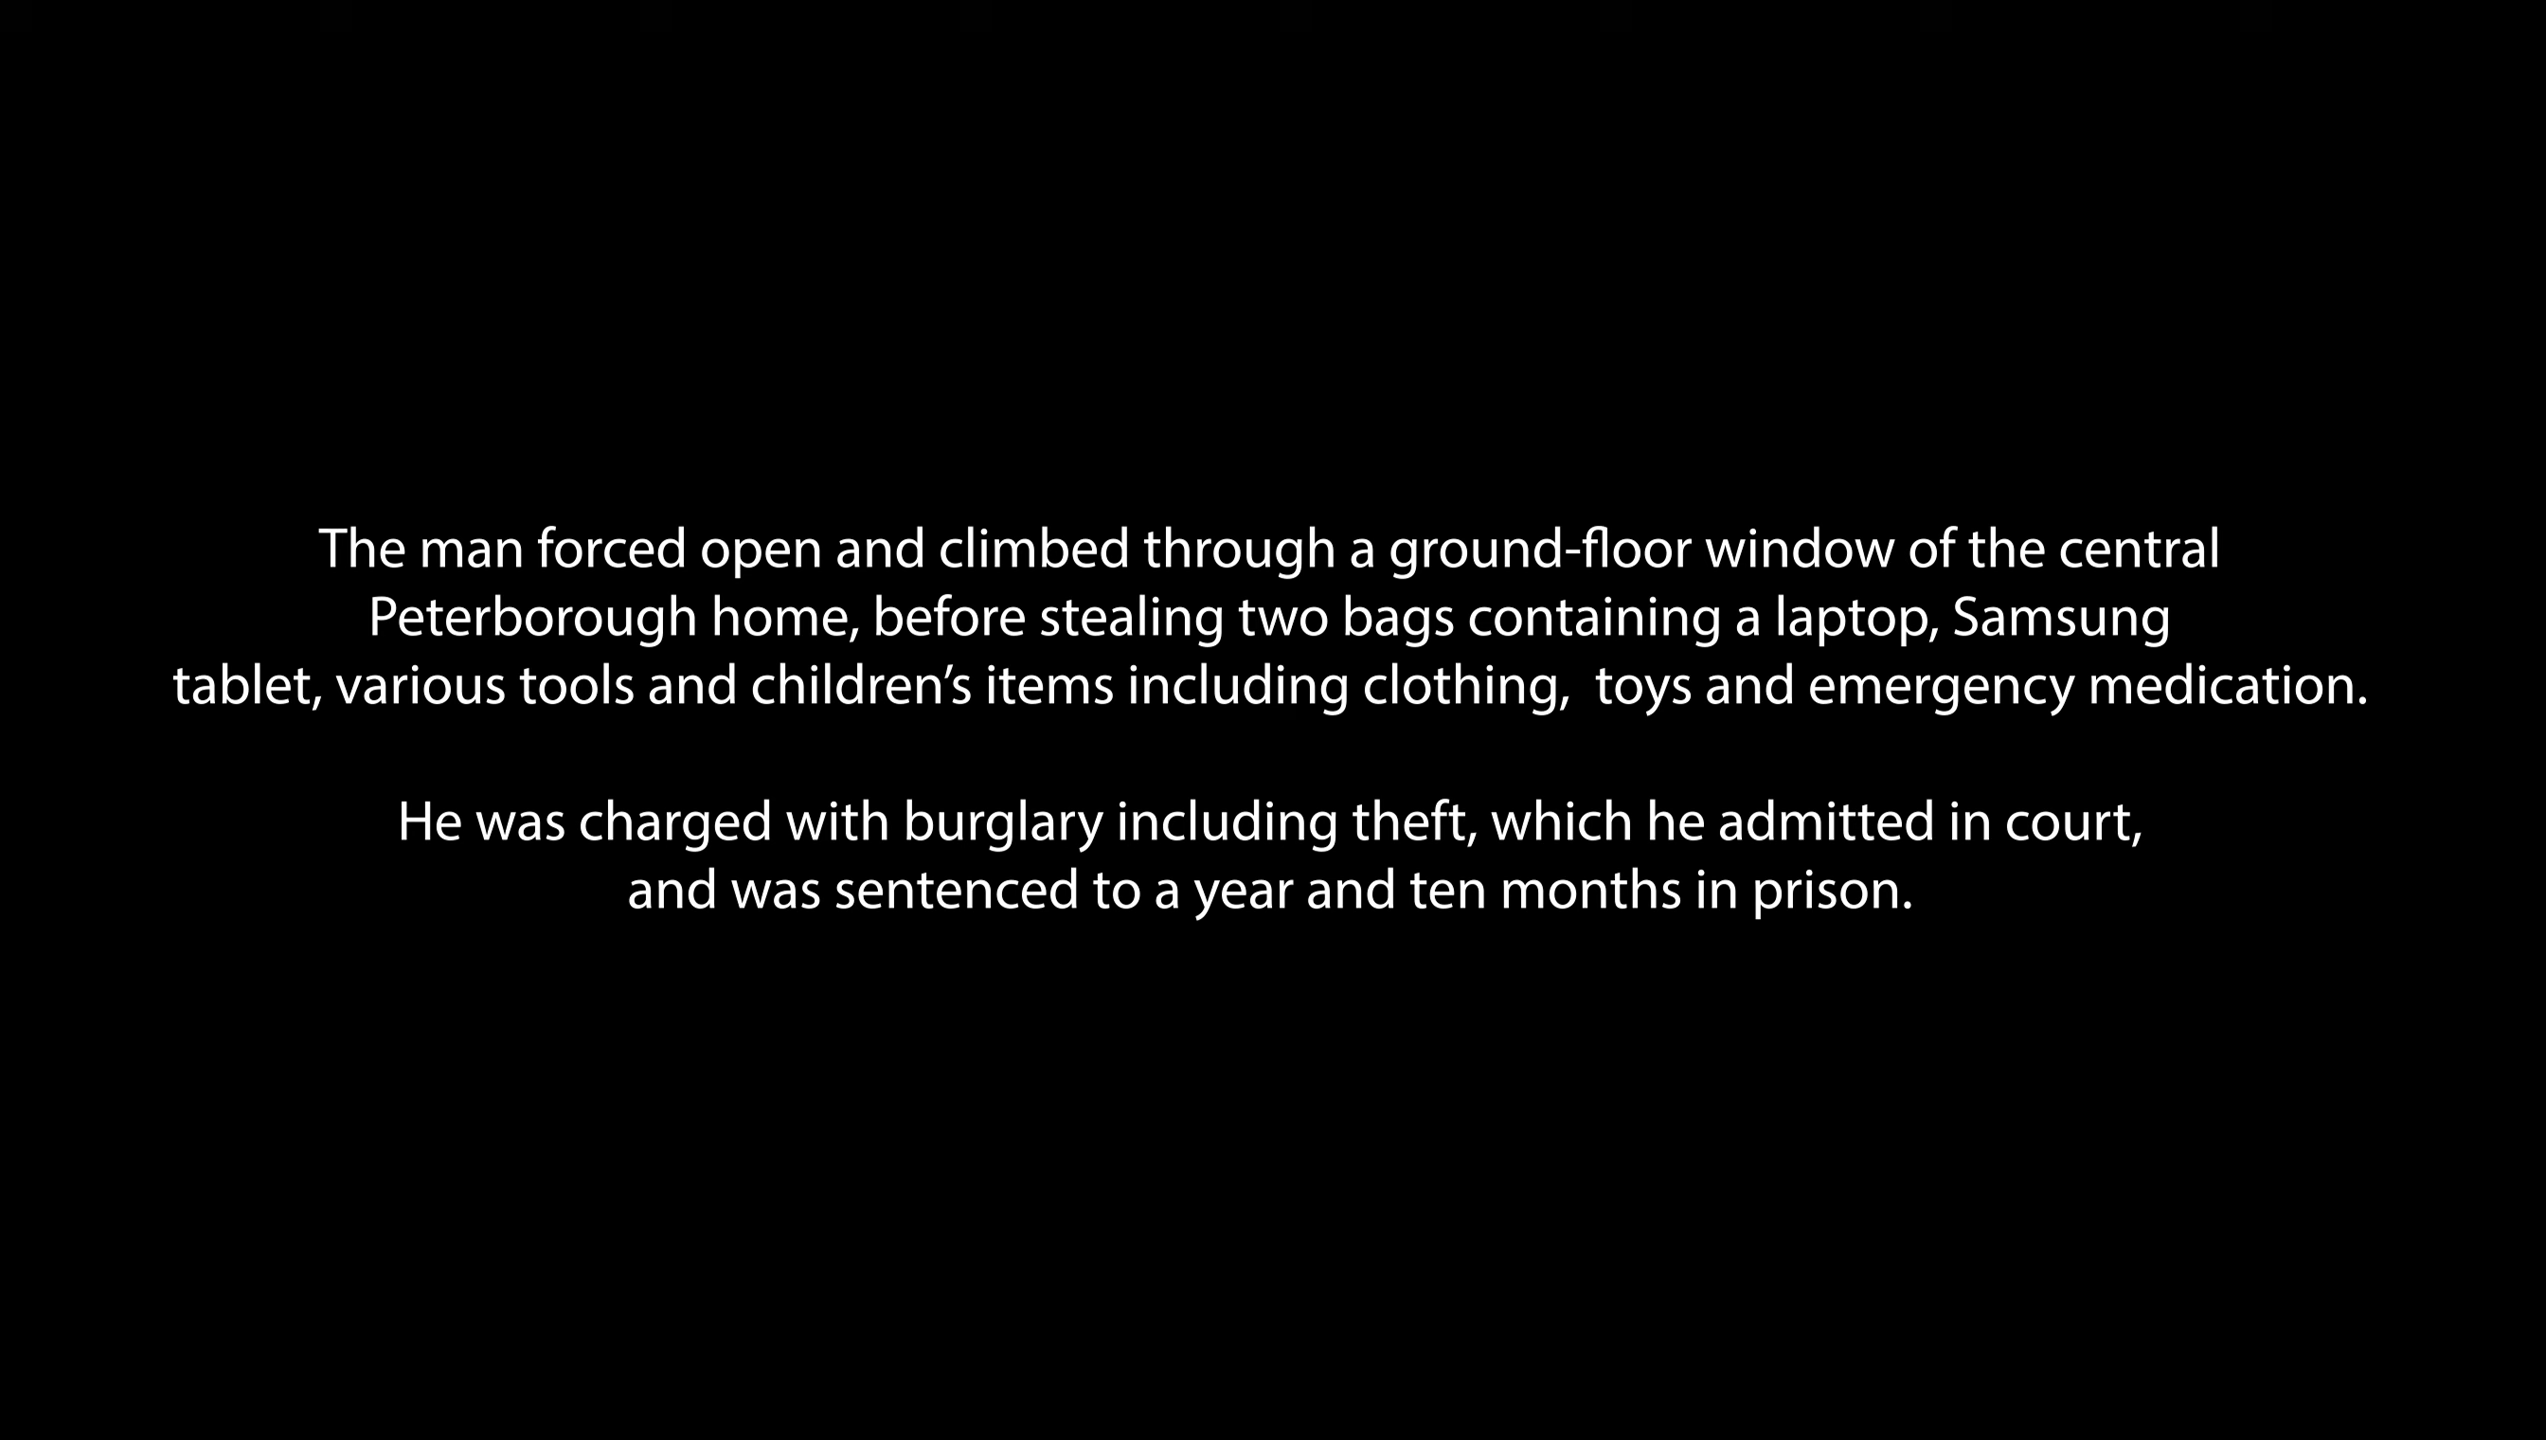 The man forced open and climbed through a ground-floor window of the central
Peterborough home, before stealing two bags containing a laptop, Samsung
tablet, various tools and children’s items including clothing,  toys and emergency medication.
He was charged with burglary including theft, which he admitted in court,
and was sentenced to a year and ten months in prison.